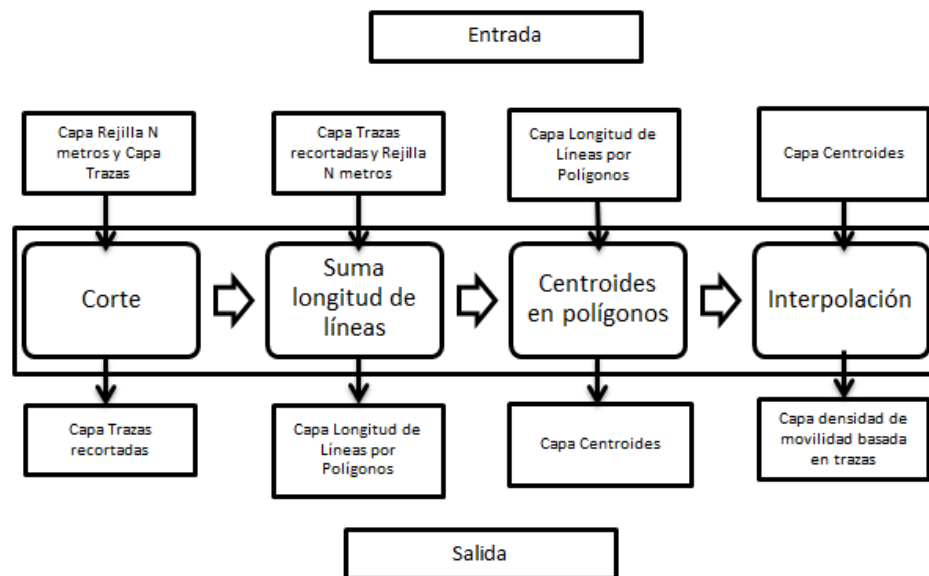 Entrada
Capa Rejilla N
metros y Capa
Trazas
Capa Trazas
recortadas y Rejilla
N metros
Capa Longitud de
Líneas por
Polígonos
Capa Centroides
Corte
Suma
longitud de
líneas
Centroides
en polígonos
Interpolación
Capa Trazas
recortadas
Capa Longitud de
Líneas por
Polígonos
Capa Centroides
Capa densidad de
movilidad basada
en trazas
Salida